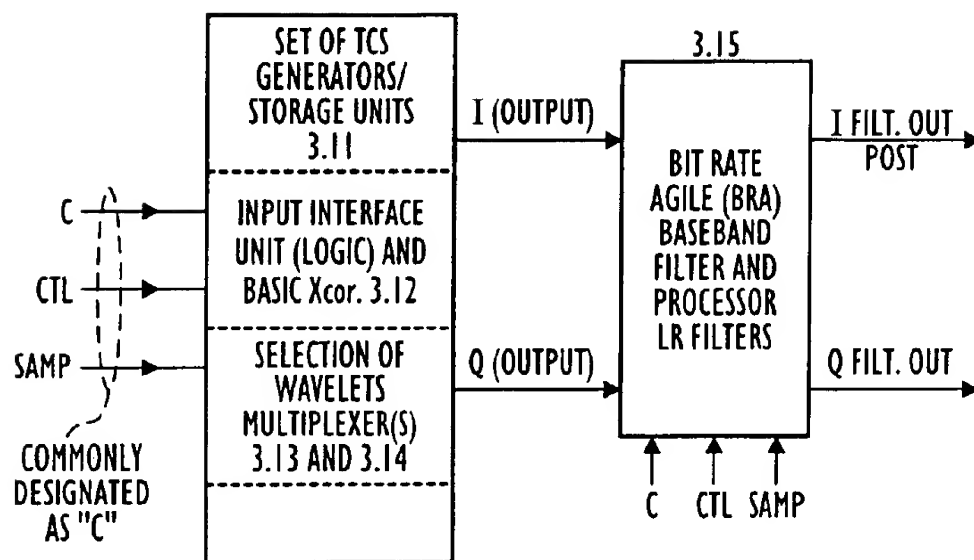 SET OF TCS
GENERATORS/
STORAGE UNITS
3.11
INPUT INTERFACE
UNIT (LOGIC) AND
BASIC Xcor. 3.12
SELECTION OF
WAVELETS
MULTIPLEXER(S)
3.13 AND 3.14
C
CTL
SAMP
COMMONLY
DESIGNATED
AS "C"
I (OUTPUT)
Q (OUTPUT)
3.15
BIT RATE
AGILE (BRA)
BASEBAND
FILTER AND
PROCESSOR
LR FILTERS
I FILT. OUT
POST
Q FILT. OUT
C CTL SAMP